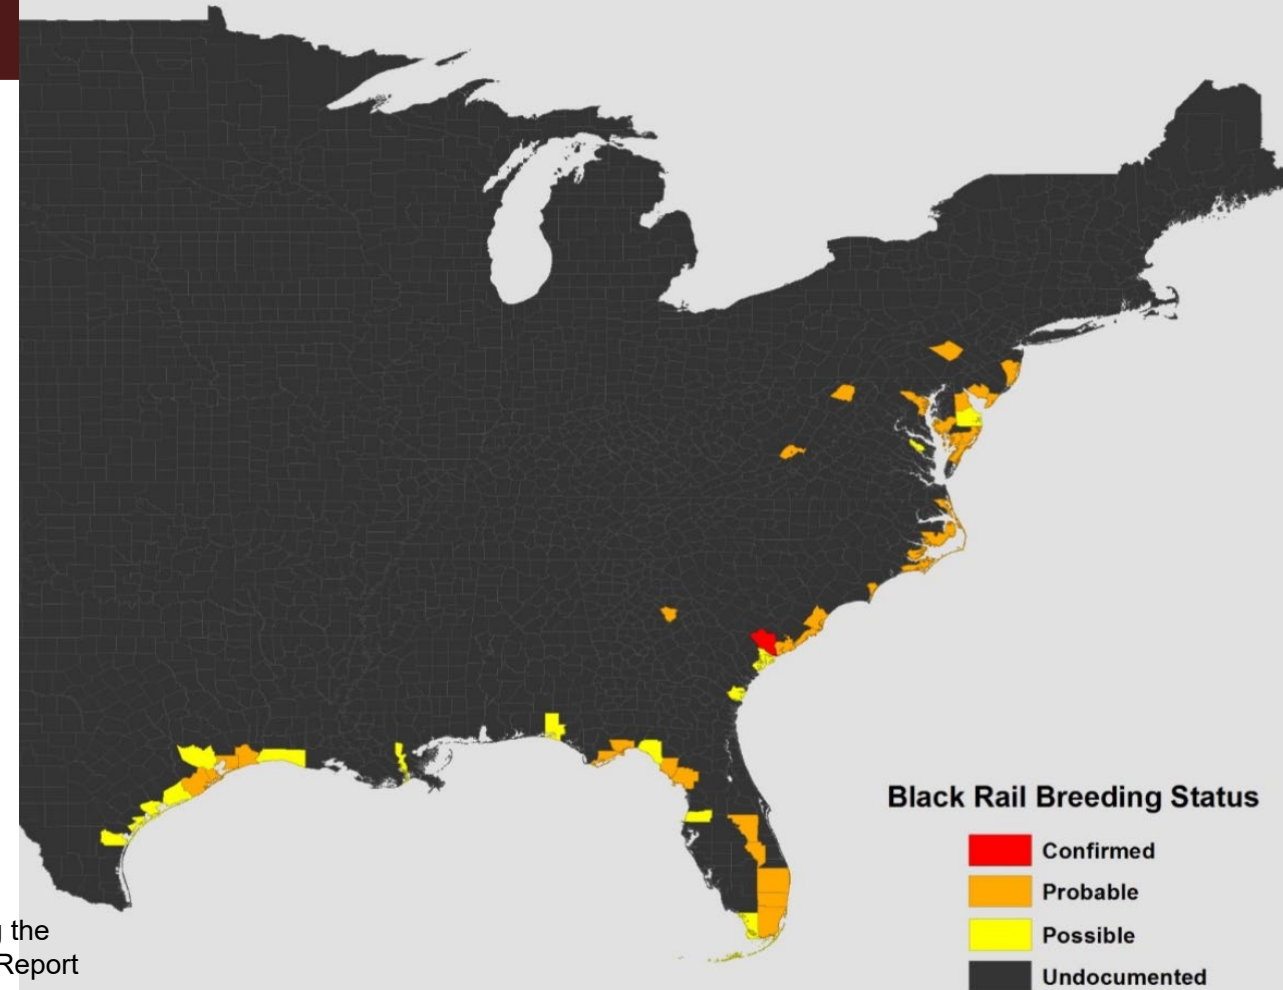 Black Rail Breeding Status
Confirmed
Probable
Possible
Undocumented
the
Report